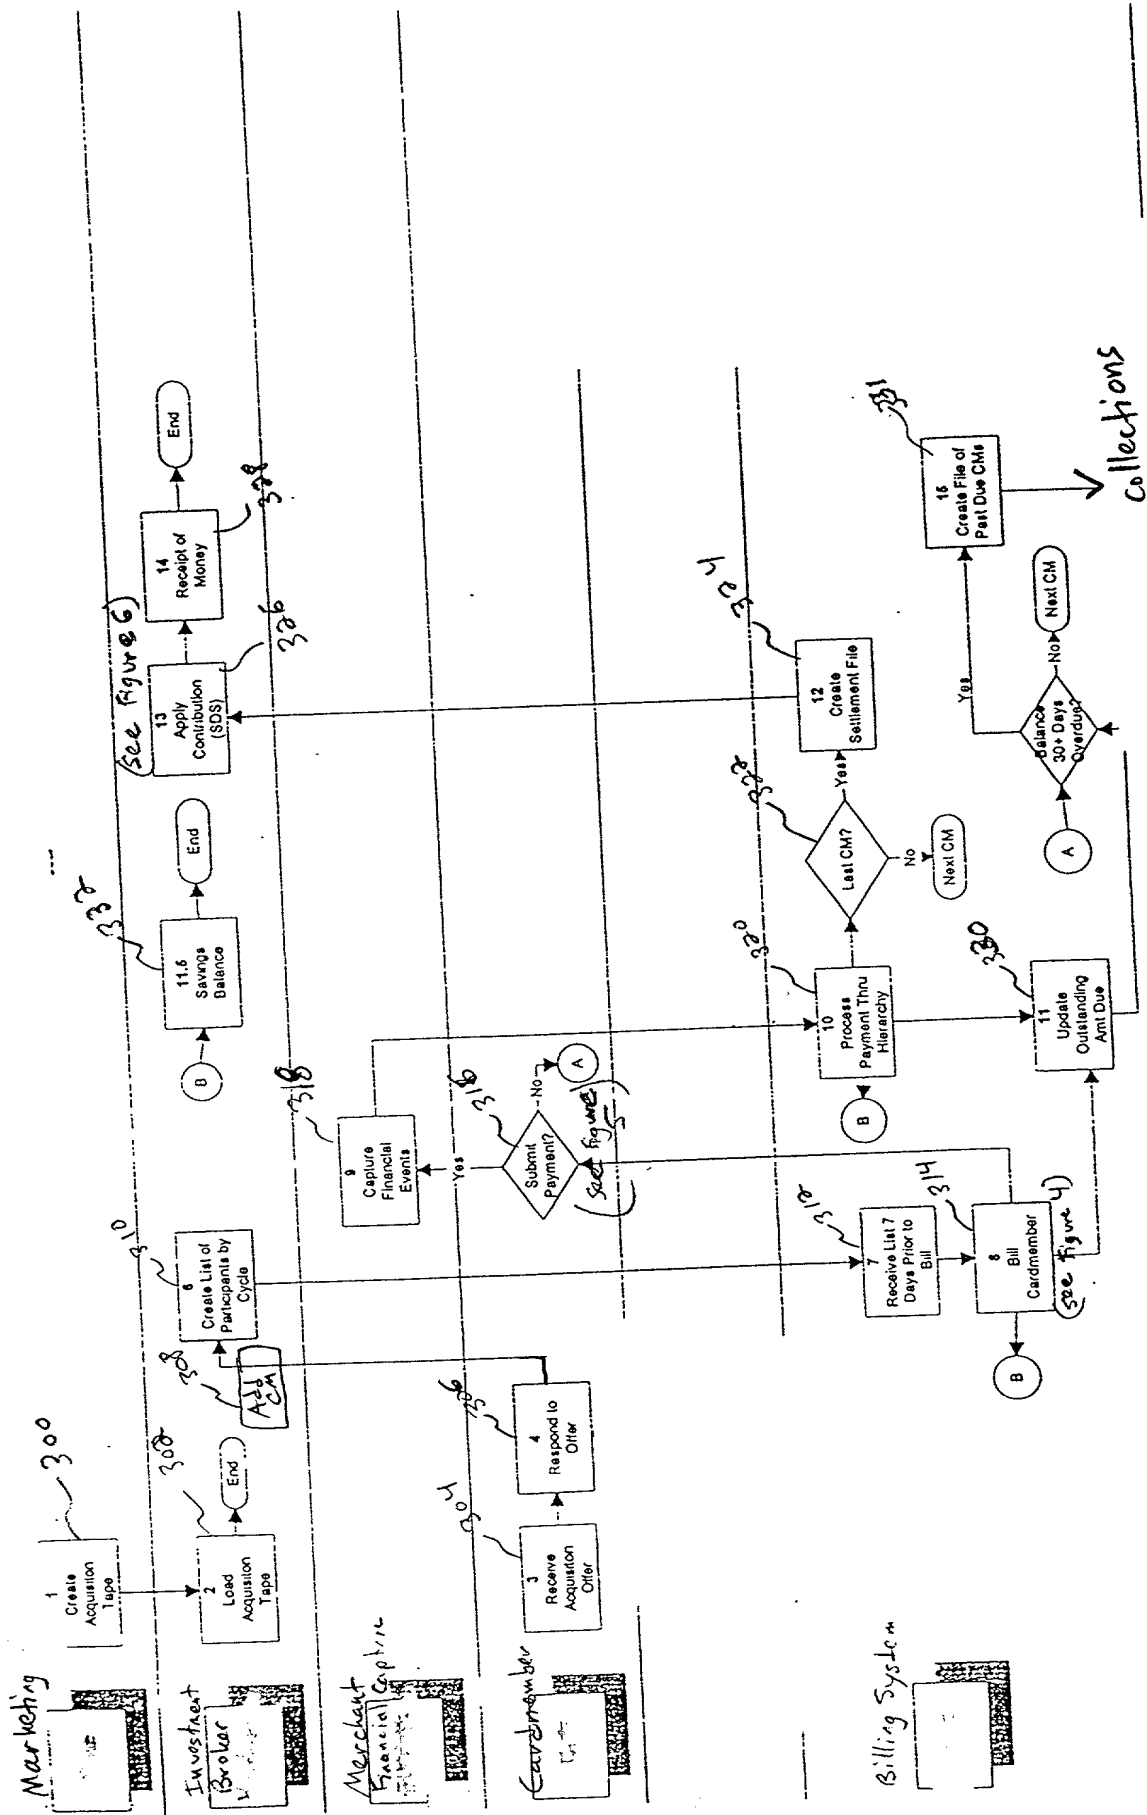 Marketing
1
Create
Acquisition
Tape
300
Investment
Broker
2
Load
Acquisition
Tape
302
End
Add
CM
308
6
Create List of
Participants by
Cycle
310
B
11.5
Savings
Balance
332
End
(See Figure 6)
13
Apply
Contribution
(SDS)
326
14
Receipt of
Money
328
End
Merchant
Financial Capture
9
Capture
Financial
Events
318
Cardmember
3
Receive
Acquisition
Offer
304
4
Respond to
Offer
306
Yes
Submit
Payment?
316
No
A
(See Figure
5)
Billing System
7
Receive List 7
Days Prior to
Bill
312
8
Bill
Cardmember
314
(See Figure 4)
B
10
Process
Payment Thru
Hierarchy
320
B
Last CM?
322
Yes
No
Next CM
12
Create
Settlement File
324
11
Update
Outstanding
Amt Due
330
A
Balance
30+ Days
Overdue?
No
Next CM
Yes
15
Create File of
Past Due CMs
331
Collections